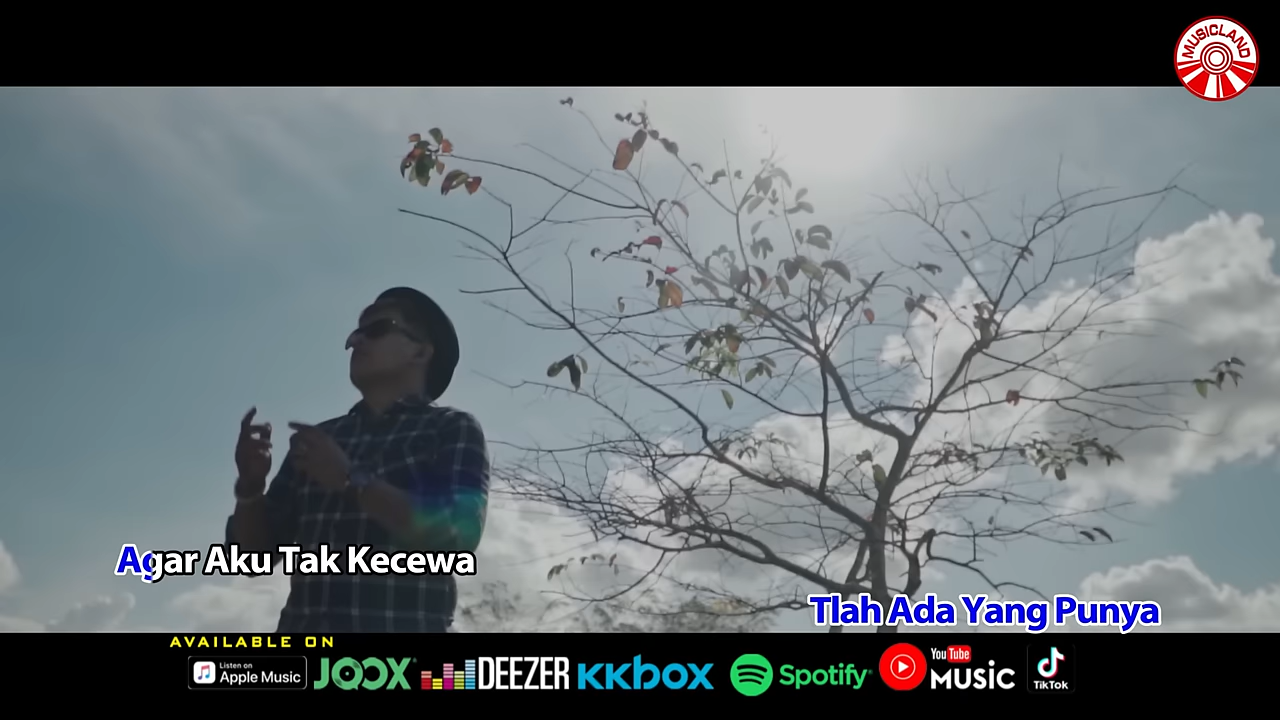 MUSICLAND
Agar Aku Tak Kecewa
Tlah Ada Yang Punya
AVAILABLE ON
Listen on
Apple Music
JOOX
DEEZER
KKBOX
Spotify
YouTube
MUSIC
TikTok